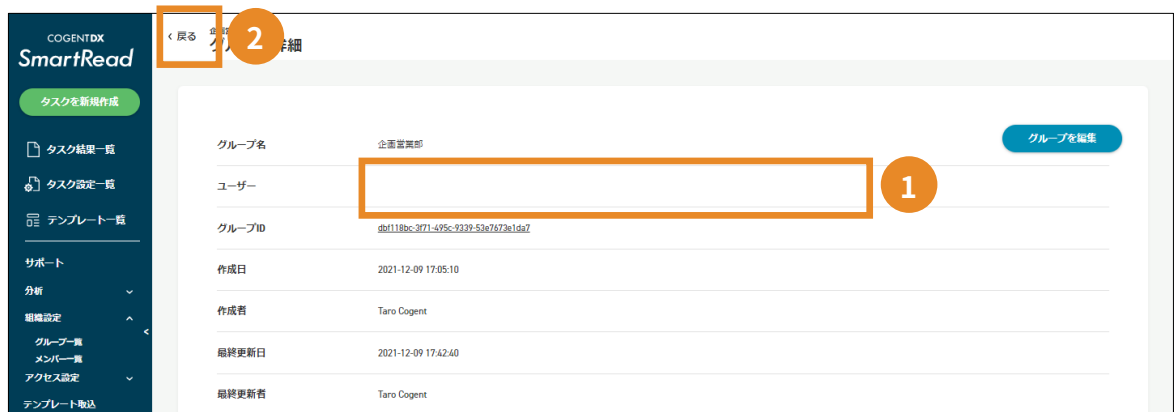 COGENTDX
SmartRead
タスクを新規作成
タスク結果一覧
タスク設定一覧
テンプレート一覧
サポート
分析
組織設定
グループ一覧
メンバー一覧
アクセス設定
テンプレート取込
< 戻る
2
詳細
グループを編集
グループ名 企画営業部
ユーザー
1
グループID dbf118bc-3f71-495c-9339-53e7673e1da7
作成日 2021-12-09 17:05:10
作成者 Taro Cogent
最終更新日 2021-12-09 17:42:40
最終更新者 Taro Cogent